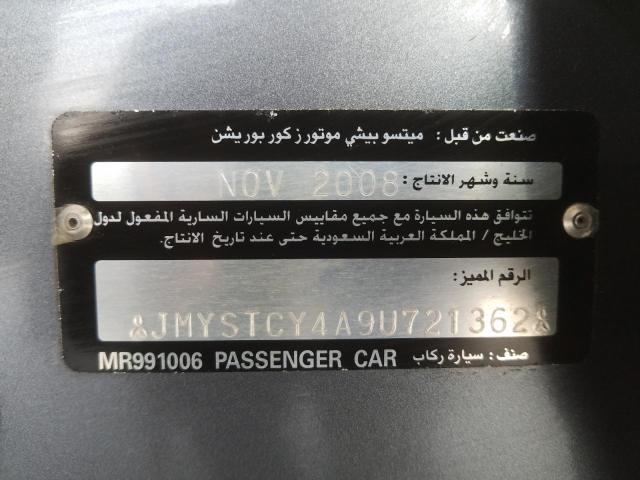 صنعت من قبل: ميتسو بيشي موتورز كور بوريشن
سنة وشهر الانتاج: NOV 2008
تتوافق هذه السيارة مع جميع مقاييس السيارات السارية المفعول لدول
الخليج / المملكة العربية السعودية حتى عند تاريخ الانتاج.
الرقم المميز:
JMYSTCY4A9U721362
صنف: سيارة ركاب MR991006 PASSENGER CAR